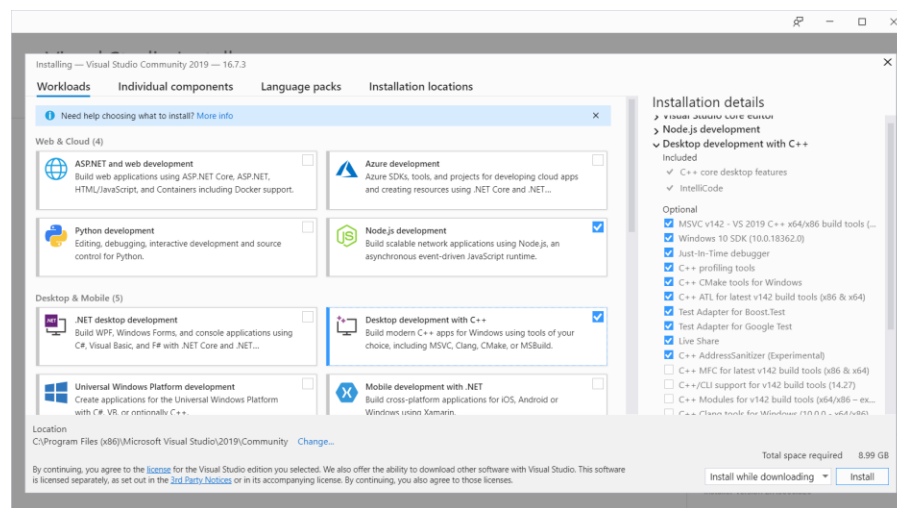 Installing — Visual Studio Community 2019 — 16.7.3
Workloads Individual components Language packs Installation locations
Need help choosing what to install? More info
Web & Cloud (4)
ASP.NET and web development
Build web applications using ASP.NET Core, ASP.NET,
HTML/JavaScript, and Containers including Docker support.
Azure development
Azure SDKs, tools, and projects for developing cloud apps
and creating resources using .NET Core and .NET...
Python development
Editing, debugging, interactive development and source
control for Python.
Node.js development
Build scalable network applications using Node.js, an
asynchronous event-driven JavaScript runtime.
Desktop & Mobile (5)
.NET desktop development
Build WPF, Windows Forms, and console applications using
C#, Visual Basic, and F# with .NET Core and .NET...
Desktop development with C++
Build modern C++ apps for Windows using tools of your
choice, including MSVC, Clang, CMake, or MSBuild.
Universal Windows Platform development
Create applications for the Universal Windows Platform
with C#, VB, or optionally C++.
Mobile development with .NET
Build cross-platform applications for iOS, Android or
Windows using Xamarin.
Installation details
Visual Studio core editor
Node.js development
Desktop development with C++
Included
C++ core desktop features
IntelliCode
Optional
MSVC v142 - VS 2019 C++ x64/x86 build tools (...
Windows 10 SDK (10.0.18362.0)
Just-In-Time debugger
C++ profiling tools
C++ CMake tools for Windows
C++ ATL for latest v142 build tools (x86 & x64)
Test Adapter for Boost.Test
Test Adapter for Google Test
Live Share
C++ AddressSanitizer (Experimental)
C++ MFC for latest v142 build tools (x86 & x64)
C++/CLI support for v142 build tools (14.27)
C++ Modules for v142 build tools (x64/x86 – ex...
C++ Clang tools for Windows (10.0.0 - x64/x86)
Location
C:\Program Files (x86)\Microsoft Visual Studio\2019\Community Change...
Total space required 8.99 GB
By continuing, you agree to the license for the Visual Studio edition you selected. We also offer the ability to download other software with Visual Studio. This software
is licensed separately, as set out in the 3rd Party Notices or in its accompanying license. By continuing, you also agree to those licenses.
Install while downloading Install